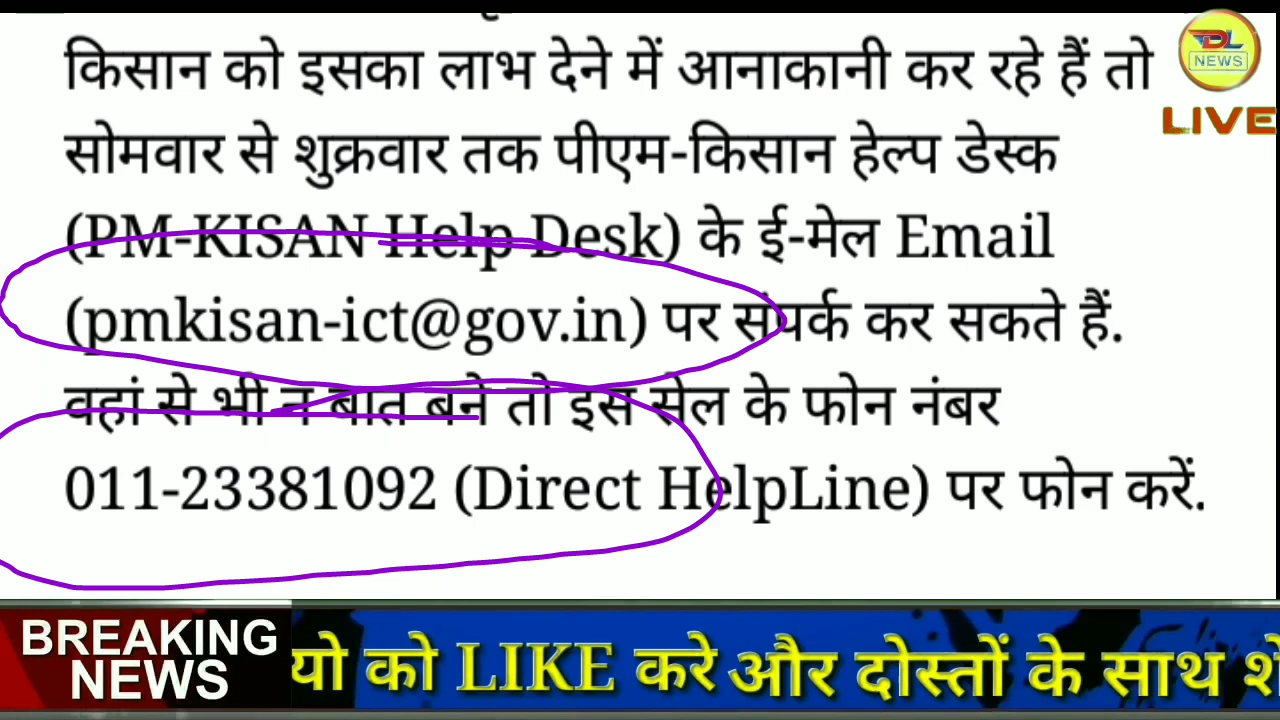 किसान को इसका लाभ देने में आनाकानी कर रहे हैं तो
सोमवार से शुक्रवार तक पीएम-किसान हेल्प डेस्क
(PM-KISAN Help Desk) के ई-मेल Email
(pmkisan-ict@gov.in) पर संपर्क कर सकते हैं.
वहां से भी न बात बने तो इस सेल के फोन नंबर
011-23381092 (Direct HelpLine) पर फोन करें.
TDL
NEWS
LIVE
BREAKING
NEWS
यो को LIKE करे और दोस्तों के साथ